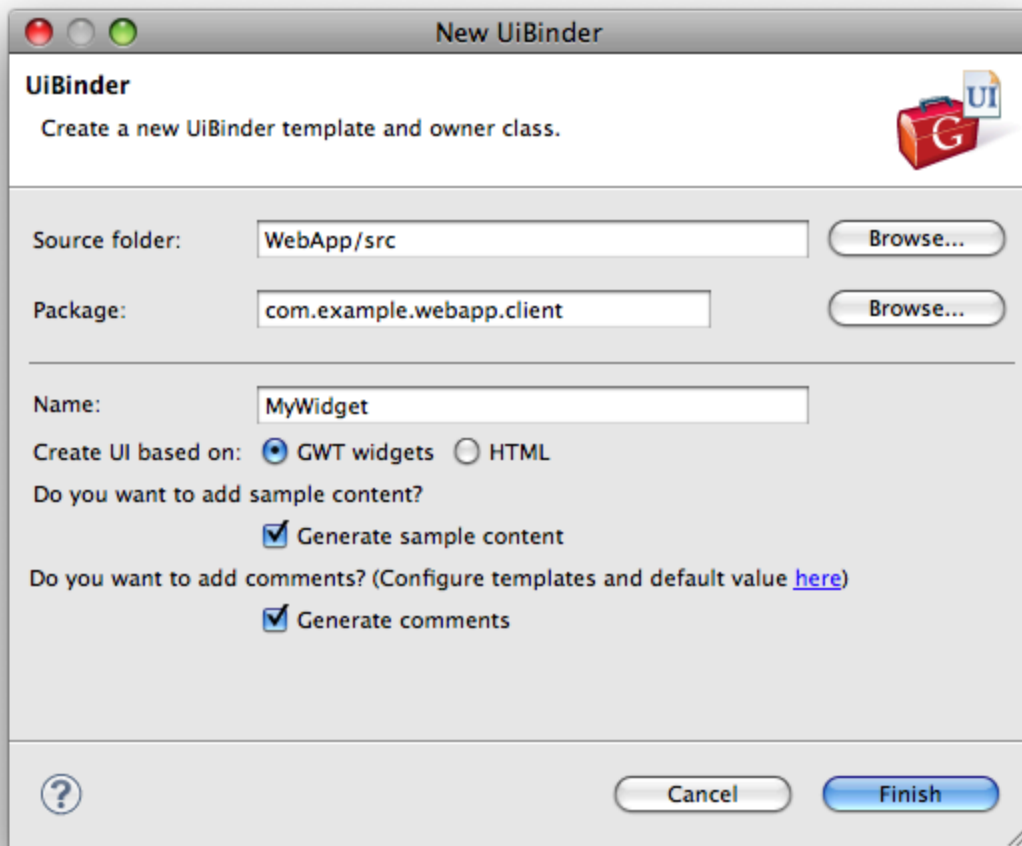 New UiBinder
UiBinder
UI
Create a new UiBinder template and owner class.
G
Source folder: WebApp/src Browse...
Package: com.example.webapp.client Browse...
Name: MyWidget
Create UI based on: GWT widgets HTML
Do you want to add sample content?
Generate sample content
Do you want to add comments? (Configure templates and default value here)
Generate comments
? Cancel Finish